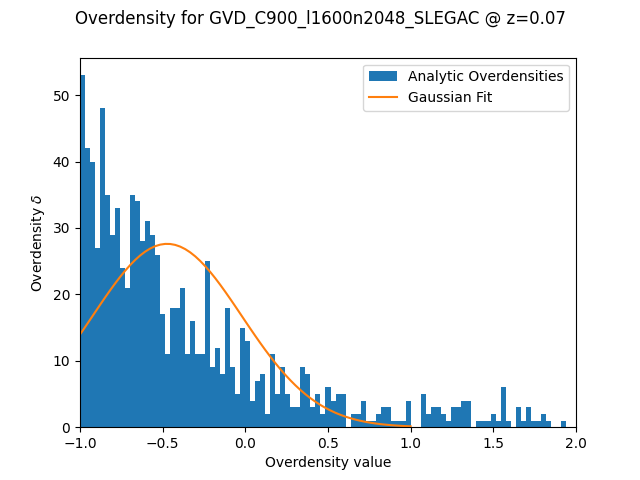 Overdensity for GVD_C900_l1600n2048_SLEGAC @ z=0.07
Analytic Overdensities
Gaussian Fit
Overdensity δ
50
40
30
20
10
0
−1.0 −0.5 0.0 0.5 1.0 1.5 2.0
Overdensity value